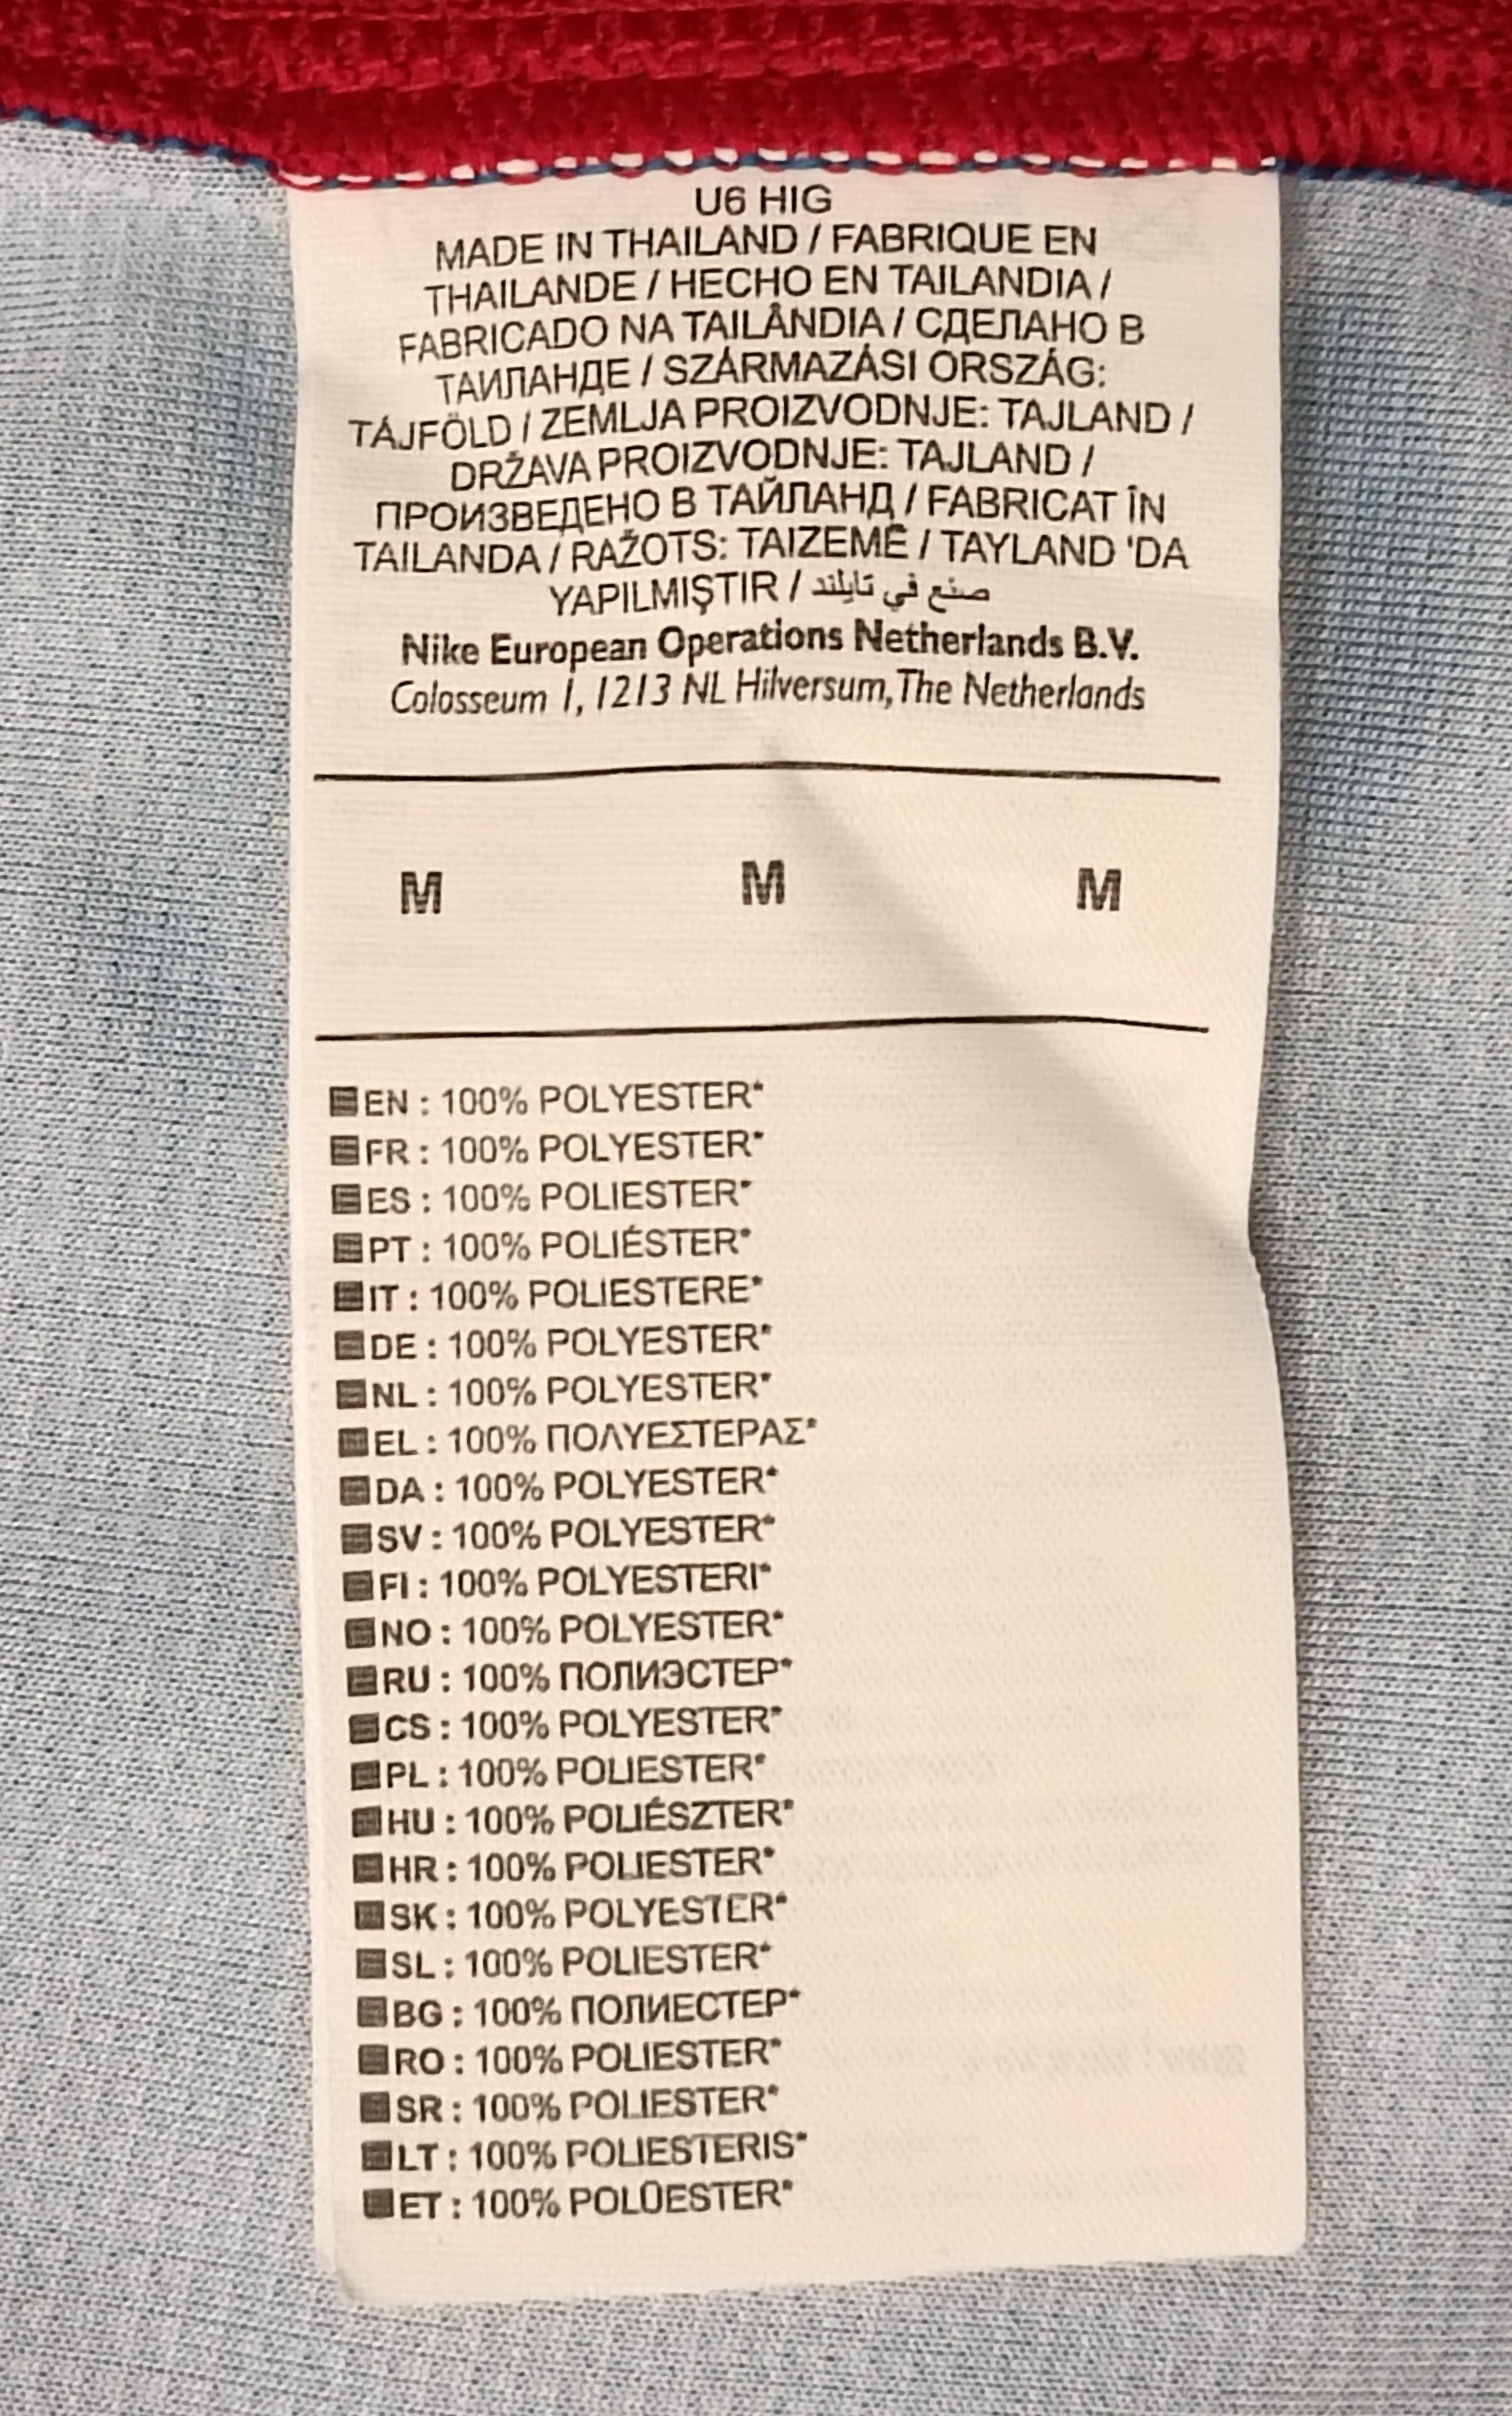 U6 HIG
MADE IN THAILAND / FABRIQUE EN
THAILANDE / HECHO EN TAILANDIA /
FABRICADO NA TAILÂNDIA / СДЕЛАНО В
ТАИЛАНДЕ / SZÁRMAZÁSI ORSZÁG:
TÁJFÖLD / ZEMLJA PROIZVODNJE: TAJLAND /
DRŽAVA PROIZVODNJE: TAJLAND /
ПРОИЗВЕДЕНО В ТАЙЛАНД / FABRICAT ÎN
TAILANDA / RAŽOTS: TAIZEMĒ / TAYLAND 'DA
YAPILMIŞTIR / صنع في تايلند
Nike European Operations Netherlands B.V.
Colosseum 1, 1213 NL Hilversum, The Netherlands
M M M
EN : 100% POLYESTER*
FR : 100% POLYESTER*
ES : 100% POLIESTER*
PT : 100% POLIÉSTER*
IT : 100% POLIESTERE*
DE : 100% POLYESTER*
NL : 100% POLYESTER*
EL : 100% ΠΟΛΥΕΣΤΕΡΑΣ*
DA : 100% POLYESTER*
SV : 100% POLYESTER*
FI : 100% POLYESTERI*
NO : 100% POLYESTER*
RU : 100% ПОЛИЭСТЕР*
CS : 100% POLYESTER*
PL : 100% POLIESTER*
HU : 100% POLIÉSZTER*
HR : 100% POLIESTER*
SK : 100% POLYESTER*
SL : 100% POLIESTER*
BG : 100% ПОЛИЕСТЕР*
RO : 100% POLIESTER*
SR : 100% POLIESTER*
LT : 100% POLIESTERIS*
ET : 100% POLÜESTER*